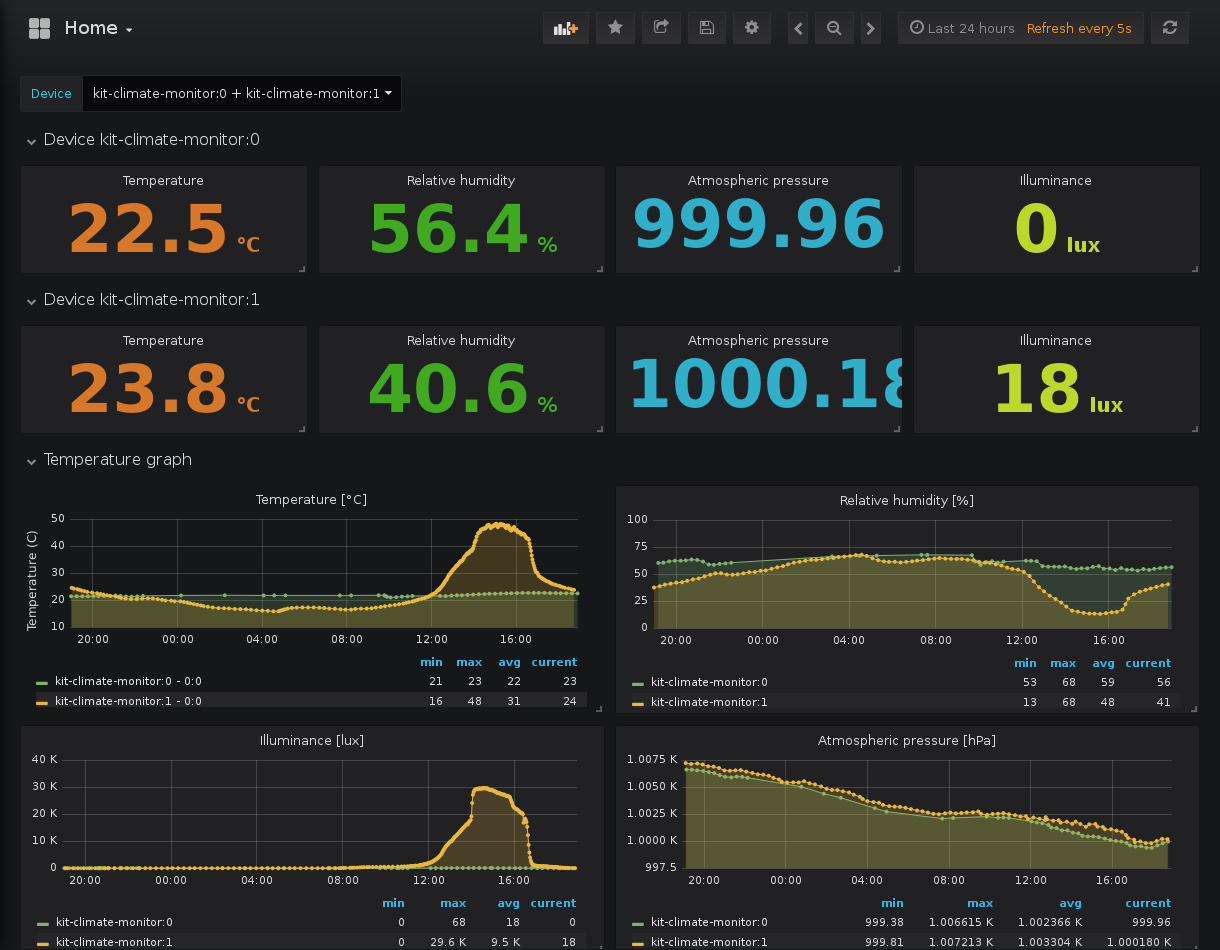 Home
Last 24 hours Refresh every 5s
Device kit-climate-monitor:0 + kit-climate-monitor:1
Device kit-climate-monitor:0
Temperature Relative humidity Atmospheric pressure Illuminance
22.5 °C 56.4 % 999.96 0 lux
Device kit-climate-monitor:1
Temperature Relative humidity Atmospheric pressure Illuminance
23.8 °C 40.6 % 1000.18 18 lux
Temperature graph
Temperature [°C]
Temperature (C)
50
40
30
20
10
20:00 00:00 04:00 08:00 12:00 16:00
min max avg current
kit-climate-monitor:0 - 0:0 21 23 22 23
kit-climate-monitor:1 - 0:0 16 48 31 24
Relative humidity [%]
100
75
50
25
0
20:00 00:00 04:00 08:00 12:00 16:00
min max avg current
kit-climate-monitor:0 53 68 59 56
kit-climate-monitor:1 13 68 48 41
Illuminance [lux]
40 K
30 K
20 K
10 K
0
20:00 00:00 04:00 08:00 12:00 16:00
min max avg current
kit-climate-monitor:0 0 68 18 0
kit-climate-monitor:1 0 29.6 K 9.5 K 18
Atmospheric pressure [hPa]
1.0075 K
1.0050 K
1.0025 K
1.0000 K
997.5
20:00 00:00 04:00 08:00 12:00 16:00
min max avg current
kit-climate-monitor:0 999.38 1.006615 K 1.002366 K 999.96
kit-climate-monitor:1 999.81 1.007213 K 1.003304 K 1.000180 K